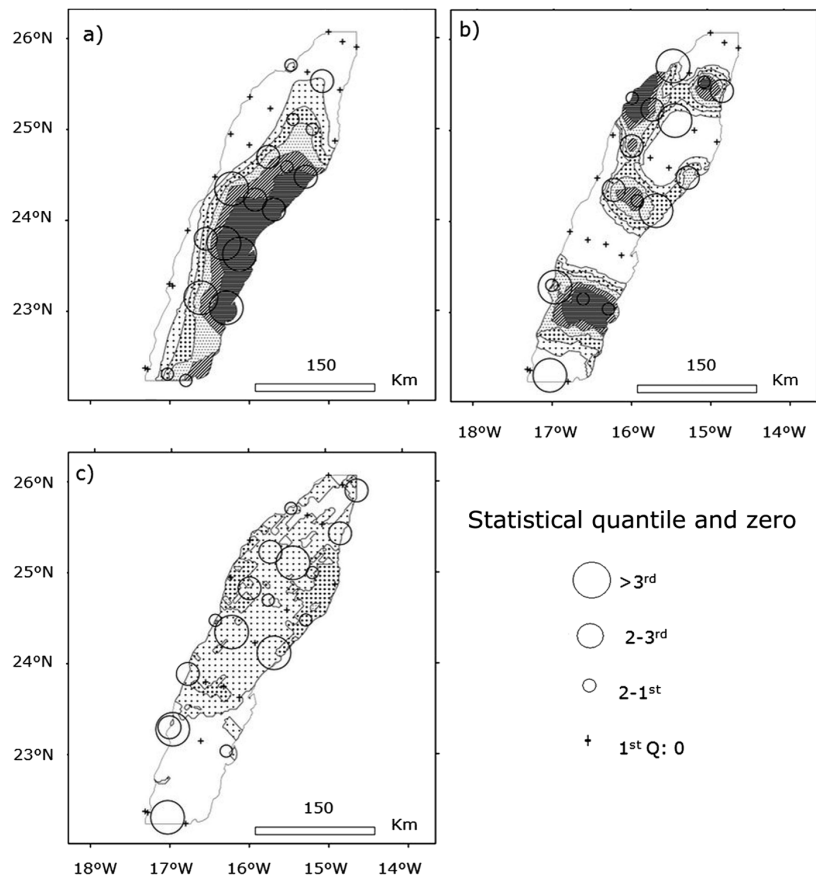 a)
26ºN
25ºN
24ºN
23ºN
150
Km
b)
150
Km
18ºW 17ºW 16ºW 15ºW 14ºW
c)
26ºN
25ºN
24ºN
23ºN
150
Km
18ºW 17ºW 16ºW 15ºW 14ºW
Statistical quantile and zero
>3rd
2-3rd
2-1st
1st Q: 0